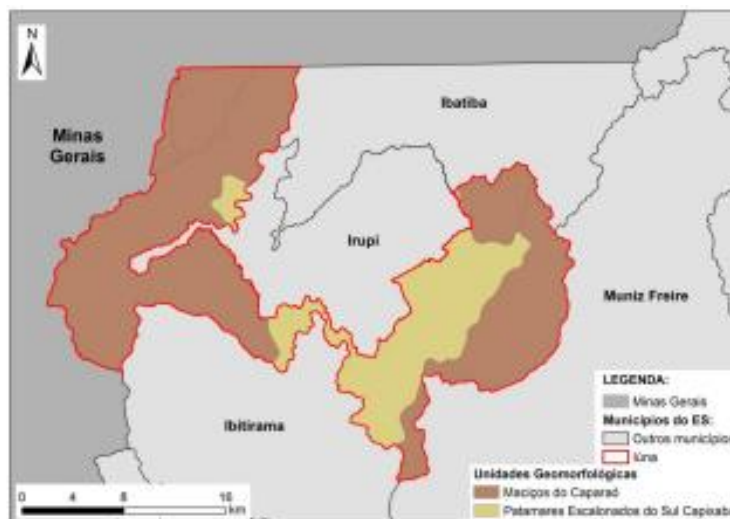 N
Ibatiba
Minas
Gerais
Irupi
Muniz Freire
Ibitirama
LEGENDA:
Minas Gerais
Municípios do ES:
Outros municípios
Iúna
Unidades Geomorfológicas
Maciços do Caparaó
Patamares Escalonados do Sul Capixaba
0 4 8 16
km